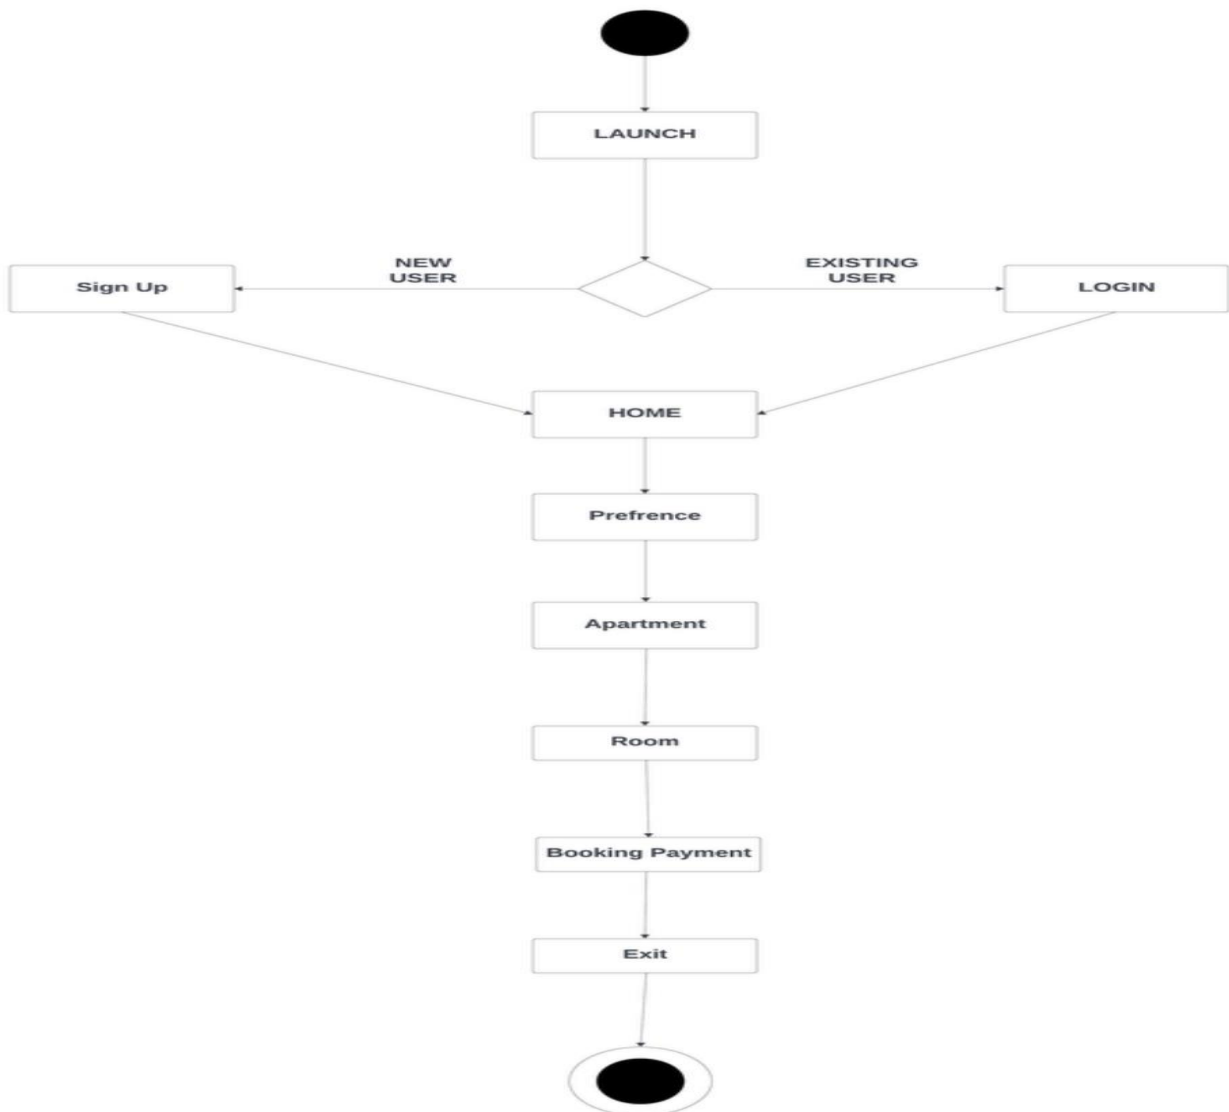 LAUNCH
NEW
USER
EXISTING
USER
Sign Up
LOGIN
HOME
Prefrence
Apartment
Room
Booking Payment
Exit